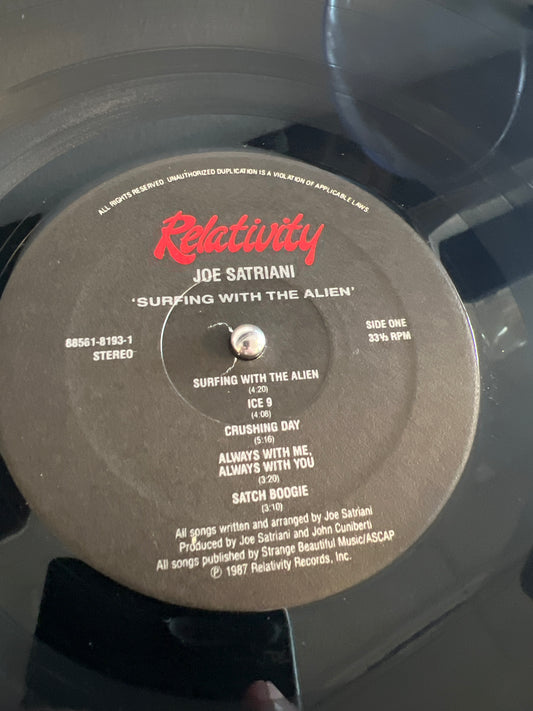 ALL RIGHTS RESERVED. UNAUTHORIZED DUPLICATION IS A VIOLATION OF APPLICABLE LAWS.
Relativity
JOE SATRIANI
'SURFING WITH THE ALIEN'
88561-8193-1
STEREO
SIDE ONE
33⅓ RPM
SURFING WITH THE ALIEN
(4:20)
ICE 9
(4:08)
CRUSHING DAY
(5:16)
ALWAYS WITH ME,
ALWAYS WITH YOU
(3:20)
SATCH BOOGIE
(3:10)
All songs written and arranged by Joe Satriani
Produced by Joe Satriani and John Cuniberti
All songs published by Strange Beautiful Music/ASCAP
℗ 1987 Relativity Records, Inc.